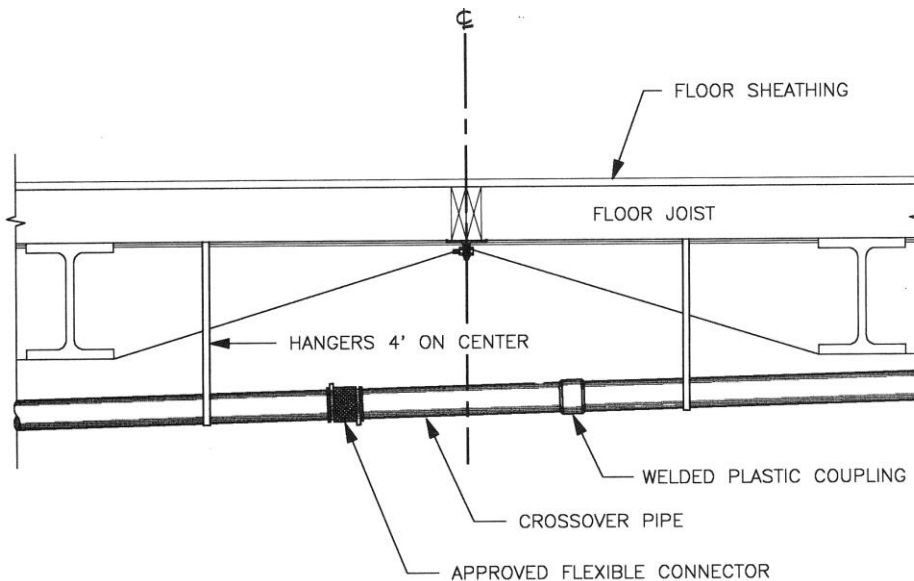 ℄
FLOOR SHEATHING
FLOOR JOIST
HANGERS 4' ON CENTER
WELDED PLASTIC COUPLING
CROSSOVER PIPE
APPROVED FLEXIBLE CONNECTOR